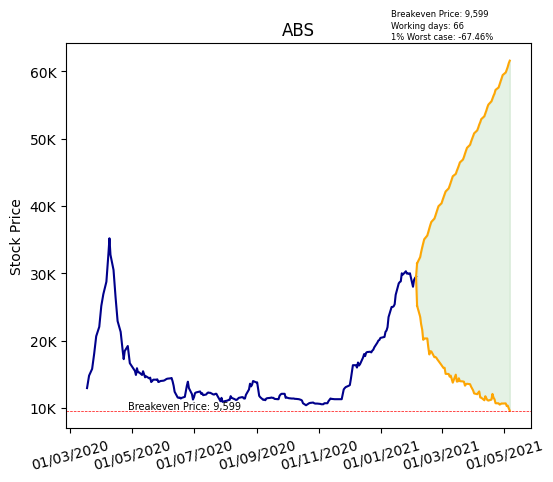 Breakeven Price: 9,599
Working days: 66
1% Worst case: -67.46%
ABS
Stock Price
60K
50K
40K
30K
20K
10K
Breakeven Price: 9,599
01/03/2020
01/05/2020
01/07/2020
01/09/2020
01/11/2020
01/01/2021
01/03/2021
01/05/2021